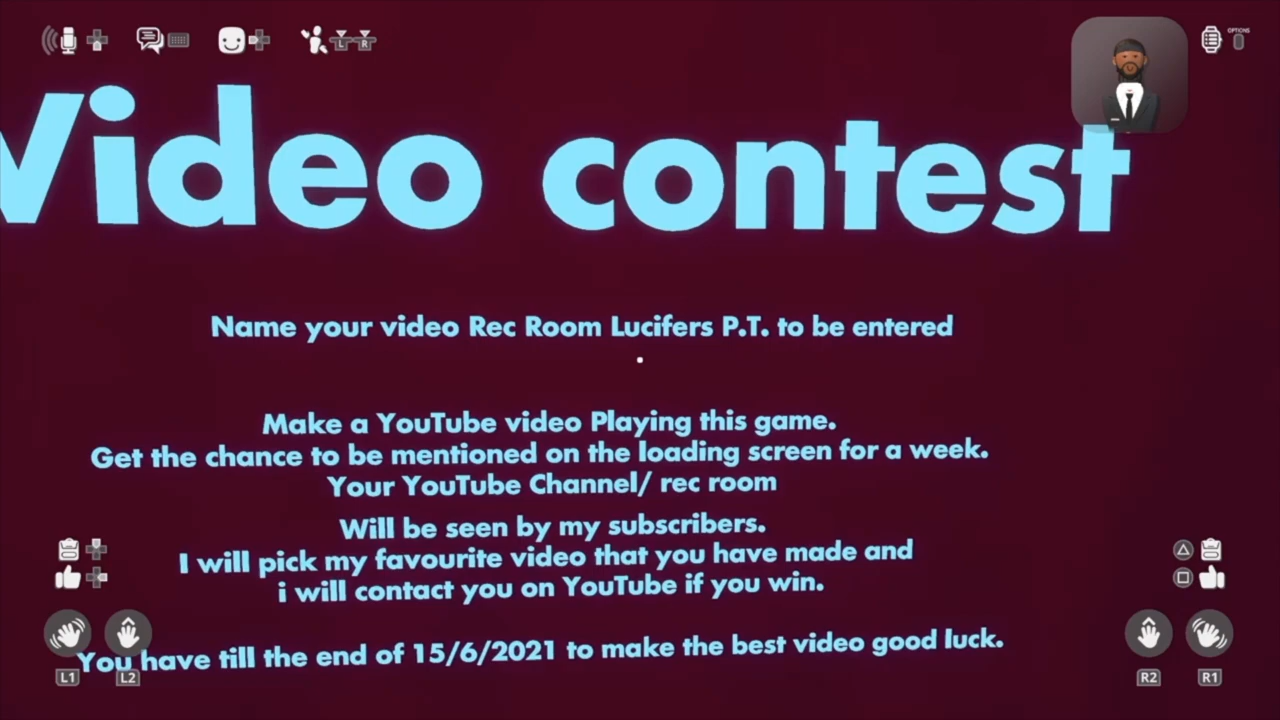 OPTIONS
L R
Video contest
Name your video Rec Room Lucifers P.T. to be entered
Make a YouTube video Playing this game.
Get the chance to be mentioned on the loading screen for a week.
Your YouTube Channel/ rec room
Will be seen by my subscribers.
I will pick my favourite video that you have made and
i will contact you on YouTube if you win.
You have till the end of 15/6/2021 to make the best video good luck.
L1 L2 R2 R1